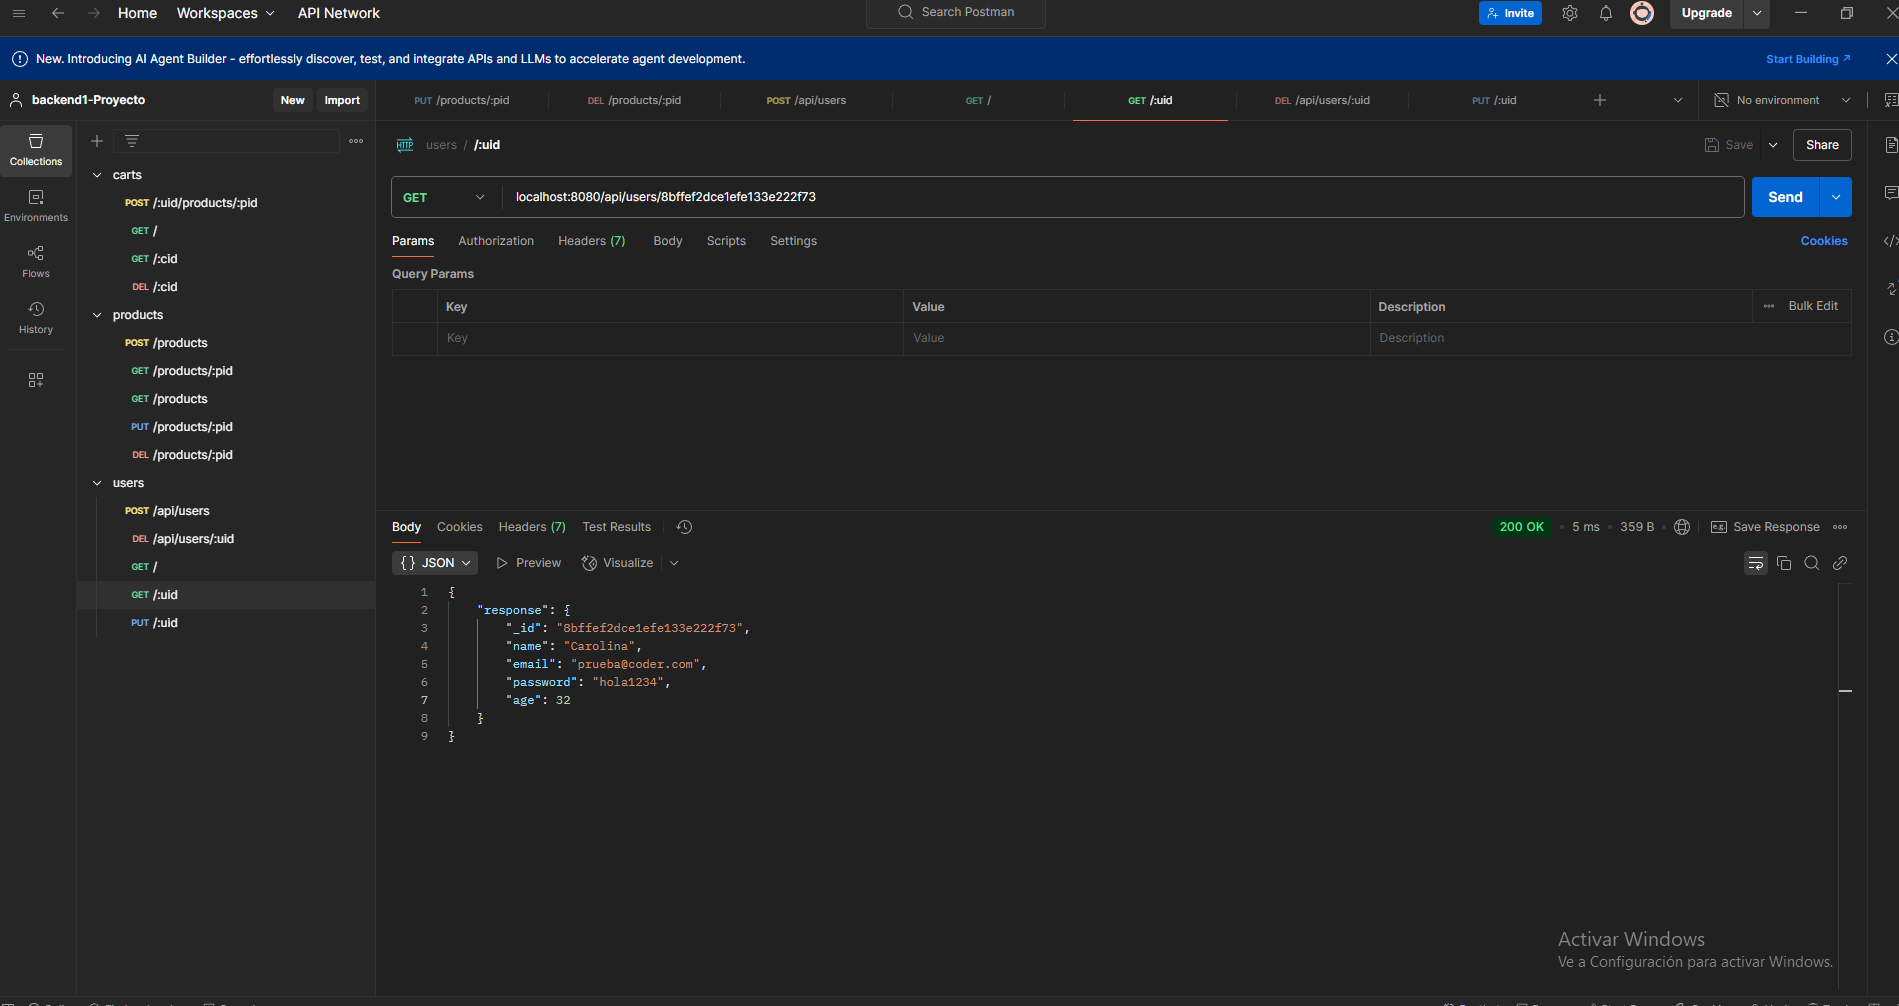 Home Workspaces API Network Search Postman Invite Upgrade
New. Introducing AI Agent Builder - effortlessly discover, test, and integrate APIs and LLMs to accelerate agent development. Start Building
backend1-Proyecto New Import PUT /products/:pid DEL /products/:pid POST /api/users GET / GET /:uid DEL /api/users/:uid PUT /:uid No environment
Collections
Environments
Flows
History
carts
POST /:uid/products/:pid
GET /
GET /:cid
DEL /:cid
products
POST /products
GET /products/:pid
GET /products
PUT /products/:pid
DEL /products/:pid
users
POST /api/users
DEL /api/users/:uid
GET /
GET /:uid
PUT /:uid
HTTP users / /:uid Save Share
GET localhost:8080/api/users/8bffef2dce1efe133e222f73 Send
Params Authorization Headers (7) Body Scripts Settings Cookies
Query Params
Key Value Description Bulk Edit
Key Value Description
Body Cookies Headers (7) Test Results 200 OK 5 ms 359 B e.g. Save Response
{} JSON Preview Visualize
1 {
2 "response": {
3 "_id": "8bffef2dce1efe133e222f73",
4 "name": "Carolina",
5 "email": "prueba@coder.com",
6 "password": "hola1234",
7 "age": 32
8 }
9 }
Activar Windows
Ve a Configuración para activar Windows.